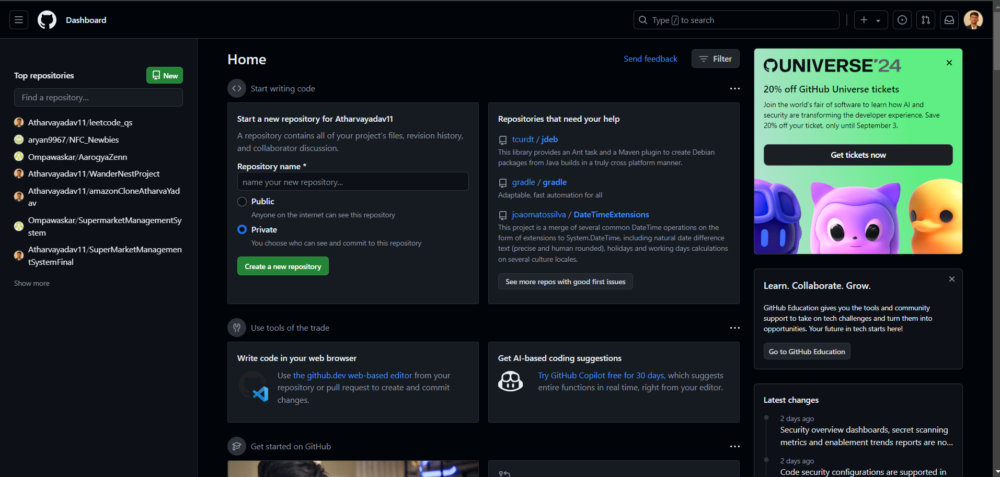 Dashboard
Type / to search
Top repositories
New
Find a repository...
Atharvayadav11/leetcode_qs
aryan9967/NFC_Newbies
Ompawaskar/AarogyaZenn
Atharvayadav11/WanderNestProject
Atharvayadav11/amazonCloneAtharvaYad
av
Ompawaskar/SupermarketManagementSy
stem
Atharvayadav11/SuperMarketManagemen
tSystemFinal
Show more
Home
Send feedback
Filter
Start writing code
Start a new repository for Atharvayadav11
A repository contains all of your project's files, revision history,
and collaborator discussion.
Repository name *
name your new repository...
Public
Anyone on the internet can see this repository
Private
You choose who can see and commit to this repository
Create a new repository
Repositories that need your help
tcurdt / jdeb
This library provides an Ant task and a Maven plugin to create Debian
packages from Java builds in a truly cross platform manner.
gradle / gradle
Adaptable, fast automation for all
joaomatossilva / DateTimeExtensions
This project is a merge of several common DateTime operations on the
form of extensions to System.DateTime, including natural date difference
text (precise and human rounded), holidays and working days calculations
on several culture locales.
See more repos with good first issues
Use tools of the trade
Write code in your web browser
Use the github.dev web-based editor from your
repository or pull request to create and commit
changes.
Get AI-based coding suggestions
Try GitHub Copilot free for 30 days, which suggests
entire functions in real time, right from your editor.
Get started on GitHub
UNIVERSE'24
20% off GitHub Universe tickets
Join the world's fair of software to learn how AI and
security are transforming the developer experience. Save
20% off your ticket, only until September 3.
Get tickets now
Learn. Collaborate. Grow.
GitHub Education gives you the tools and community
support to take on tech challenges and turn them into
opportunities. Your future in tech starts here!
Go to GitHub Education
Latest changes
2 days ago
Security overview dashboards, secret scanning
metrics and enablement trends reports are no...
2 days ago
Code security configurations are supported in